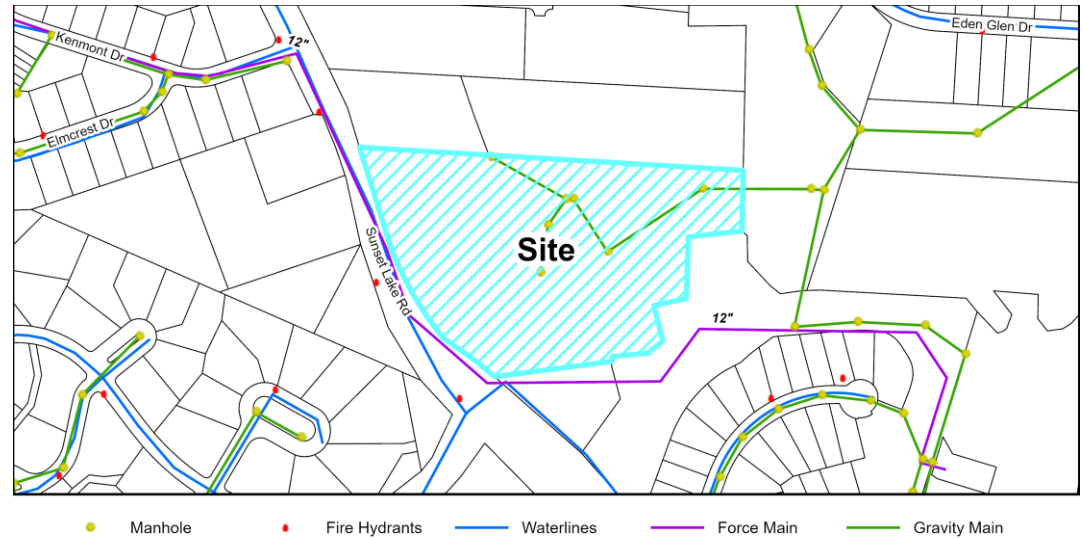 Eden Glen Dr
Kenmont Dr
12"
Elmcrest Dr
Sunset Lake Rd
Site
12"
Manhole
Fire Hydrants
Waterlines
Force Main
Gravity Main